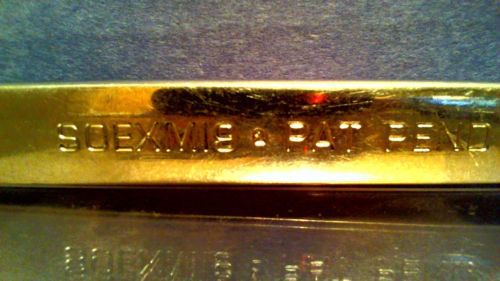 SOEXMIS • PAT PEND